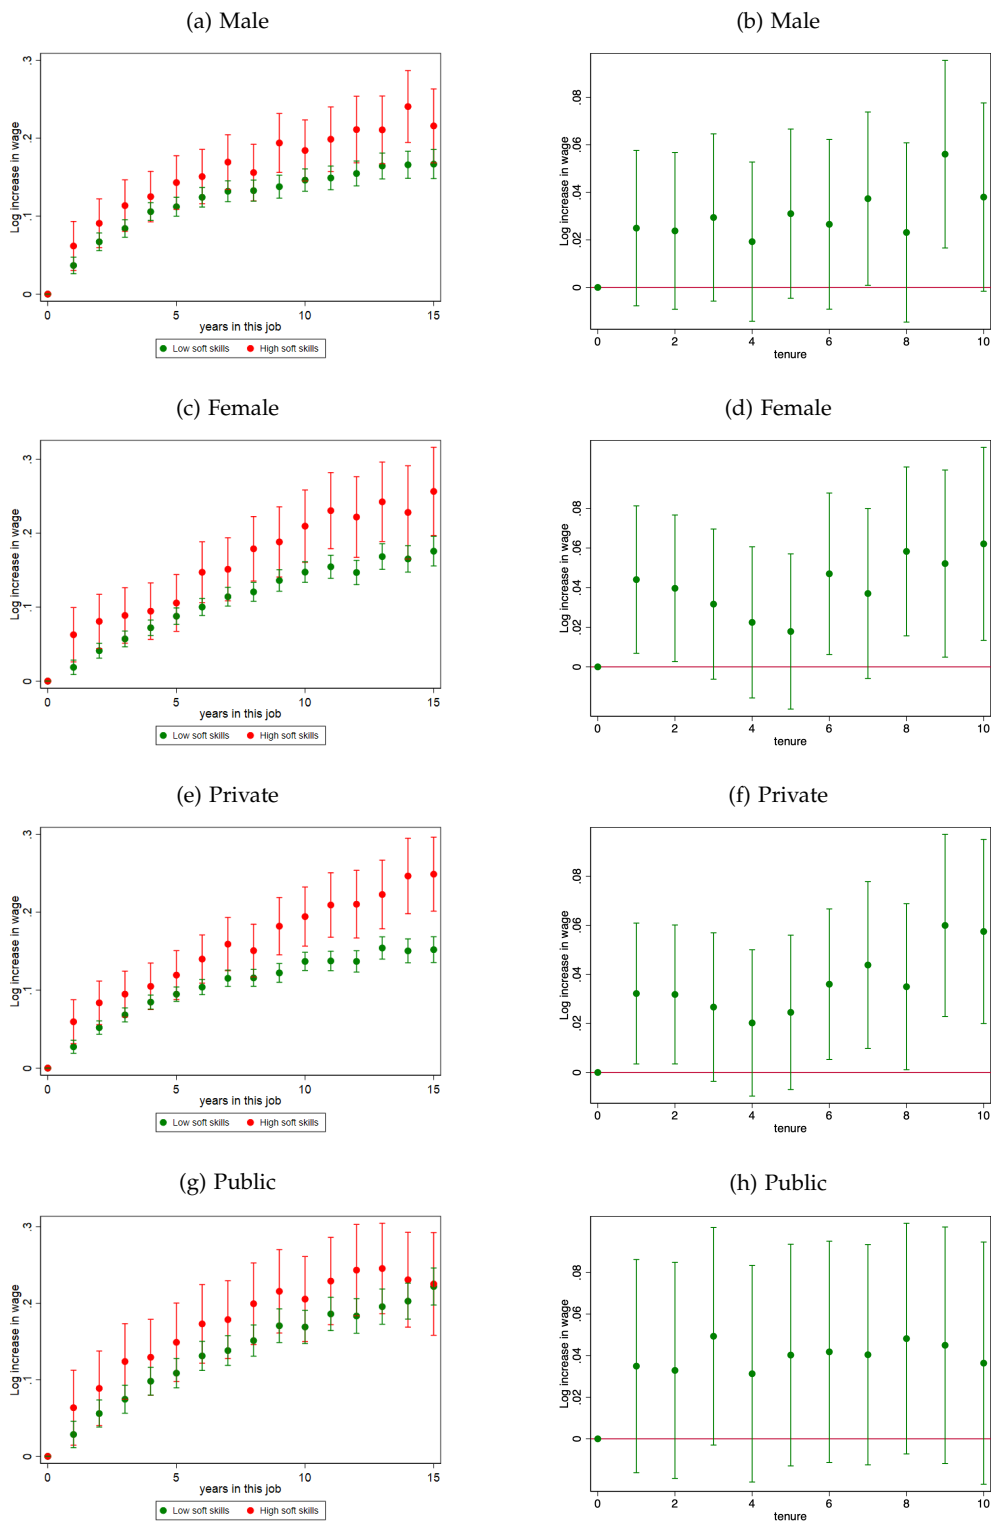 (a) Male
Log increase in wage
0 .1 .2 .3
0 5 10 15
years in this job
Low soft skills High soft skills
(b) Male
Log increase in wage
0 .02 .04 .06 .08
0 2 4 6 8 10
tenure
(c) Female
Log increase in wage
0 .1 .2 .3
0 5 10 15
years in this job
Low soft skills High soft skills
(d) Female
Log increase in wage
0 .02 .04 .06 .08
0 2 4 6 8 10
tenure
(e) Private
Log increase in wage
0 .1 .2 .3
0 5 10 15
years in this job
Low soft skills High soft skills
(f) Private
Log increase in wage
0 .02 .04 .06 .08
0 2 4 6 8 10
tenure
(g) Public
Log increase in wage
0 .1 .2 .3
0 5 10 15
years in this job
Low soft skills High soft skills
(h) Public
Log increase in wage
0 .02 .04 .06 .08
0 2 4 6 8 10
tenure